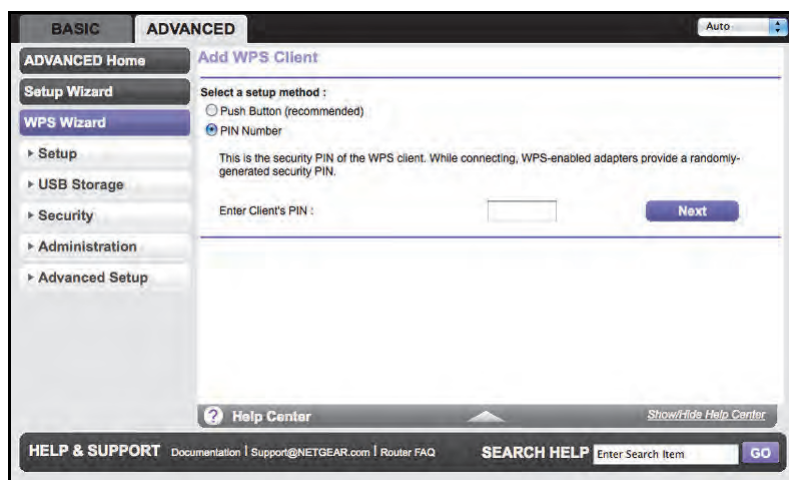 BASIC
ADVANCED
Auto
ADVANCED Home
Setup Wizard
WPS Wizard
Setup
USB Storage
Security
Administration
Advanced Setup
Add WPS Client
Select a setup method :
Push Button (recommended)
PIN Number
This is the security PIN of the WPS client. While connecting, WPS-enabled adapters provide a randomly-
generated security PIN.
Enter Client's PIN :
Next
Help Center
Show/Hide Help Center
HELP & SUPPORT Documentation | Support@NETGEAR.com | Router FAQ
SEARCH HELP Enter Search Item GO